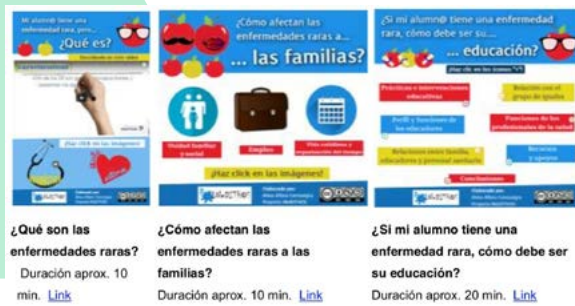 Mi alumn@ tiene una
enfermedad rara, pero...
¿Qué es?
¿Cómo afectan las
enfermedades raras a...
... las familias?
Unidad familiar
y social
Empleo
Vida cotidiana y
organización del tiempo
¡Haz click en las imágenes!
¿Si mi alumn@ tiene una enfermedad
rara, cómo debe ser su....
... educación?
¡Haz clic en los iconos "+"!
Prácticas e intervenciones
educativas
Relación con el
grupo de iguales
Perfil y funciones de
los educadores
Funciones de los
profesionales de la salud
Relaciones entre familia,
educadores y personal sanitario
Recursos
y apoyos
Conclusiones
¿Qué son las
enfermedades raras?
Duración aprox. 10
min. Link
¿Cómo afectan las
enfermedades raras a las
familias?
Duración aprox. 10 min. Link
¿Si mi alumno tiene una
enfermedad rara, cómo debe ser
su educación?
Duración aprox. 20 min. Link